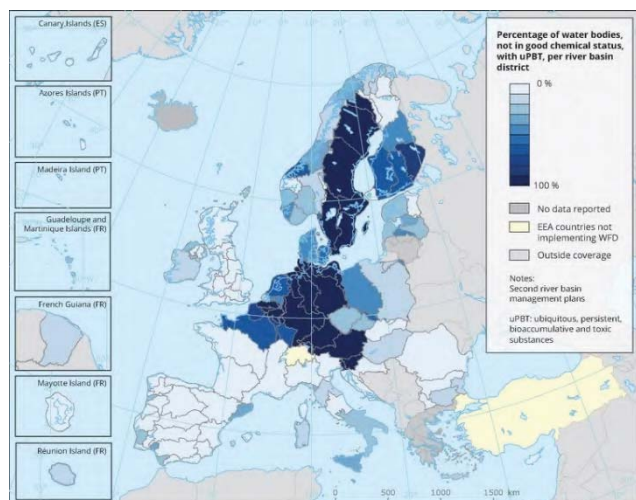 Canary Islands (ES)
Azores Islands (PT)
Madeira Island (PT)
Guadeloupe and
Martinique Islands (FR)
French Guiana (FR)
Mayotte Island (FR)
Réunion Island (FR)
Percentage of water bodies,
not in good chemical status,
with uPBT, per river basin
district
0 %
100 %
No data reported
EEA countries not
implementing WFD
Outside coverage
Notes:
Second river basin
management plans
uPBT: ubiquitous, persistent,
bioaccumulative and toxic
substances
0 500 1000 1500 km